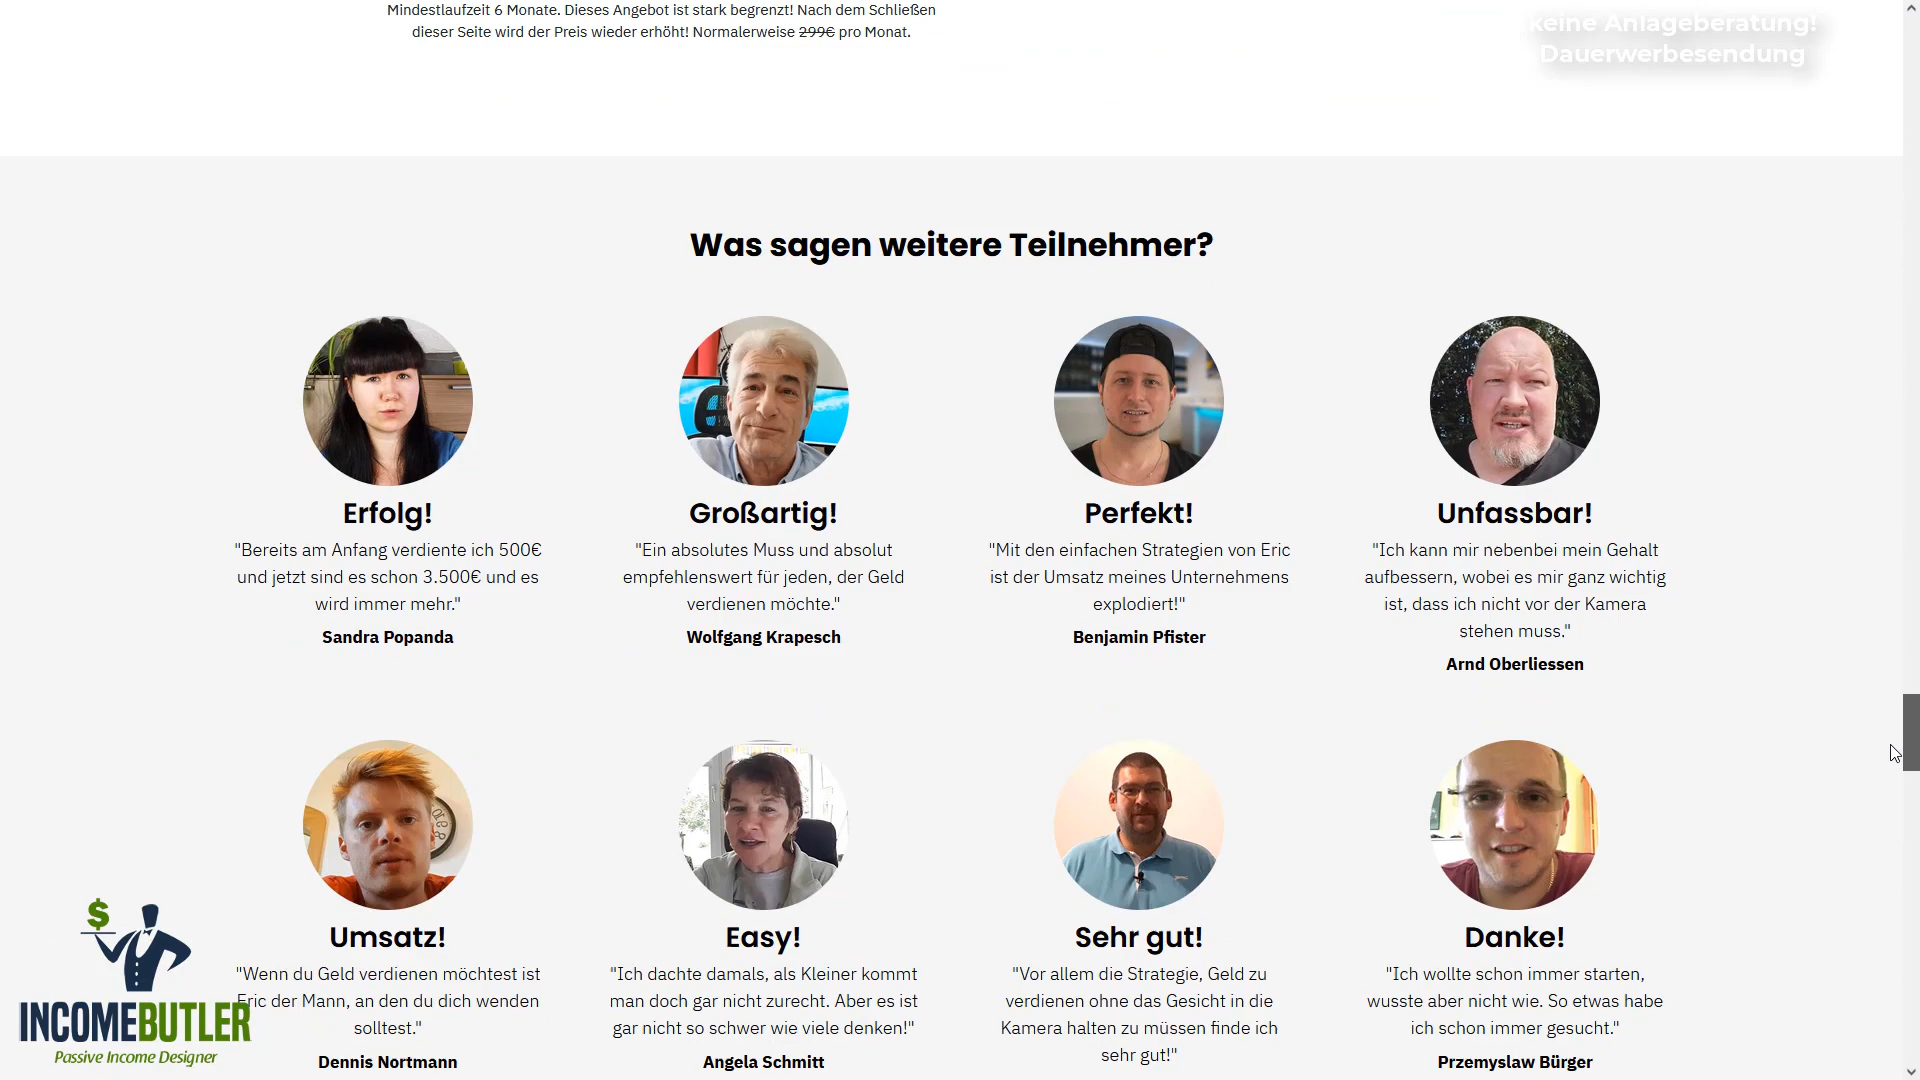 Mindestlaufzeit 6 Monate. Dieses Angebot ist stark begrenzt! Nach dem Schließen
dieser Seite wird der Preis wieder erhöht! Normalerweise 299€ pro Monat.
keine Anlageberatung!
Dauerwerbesendung
Was sagen weitere Teilnehmer?
Erfolg!
"Bereits am Anfang verdiente ich 500€
und jetzt sind es schon 3.500€ und es
wird immer mehr."
Sandra Popanda
Großartig!
"Ein absolutes Muss und absolut
empfehlenswert für jeden, der Geld
verdienen möchte."
Wolfgang Krapesch
Perfekt!
"Mit den einfachen Strategien von Eric
ist der Umsatz meines Unternehmens
explodiert!"
Benjamin Pfister
Unfassbar!
"Ich kann mir nebenbei mein Gehalt
aufbessern, wobei es mir ganz wichtig
ist, dass ich nicht vor der Kamera
stehen muss."
Arnd Oberliessen
Umsatz!
"Wenn du Geld verdienen möchtest ist
Eric der Mann, an den du dich wenden
solltest."
Dennis Nortmann
Easy!
"Ich dachte damals, als Kleiner kommt
man doch gar nicht zurecht. Aber es ist
gar nicht so schwer wie viele denken!"
Angela Schmitt
Sehr gut!
"Vor allem die Strategie, Geld zu
verdienen ohne das Gesicht in die
Kamera halten zu müssen finde ich
sehr gut!"
Danke!
"Ich wollte schon immer starten,
wusste aber nicht wie. So etwas habe
ich schon immer gesucht."
Przemyslaw Bürger
$
INCOMEBUTLER
Passive Income Designer